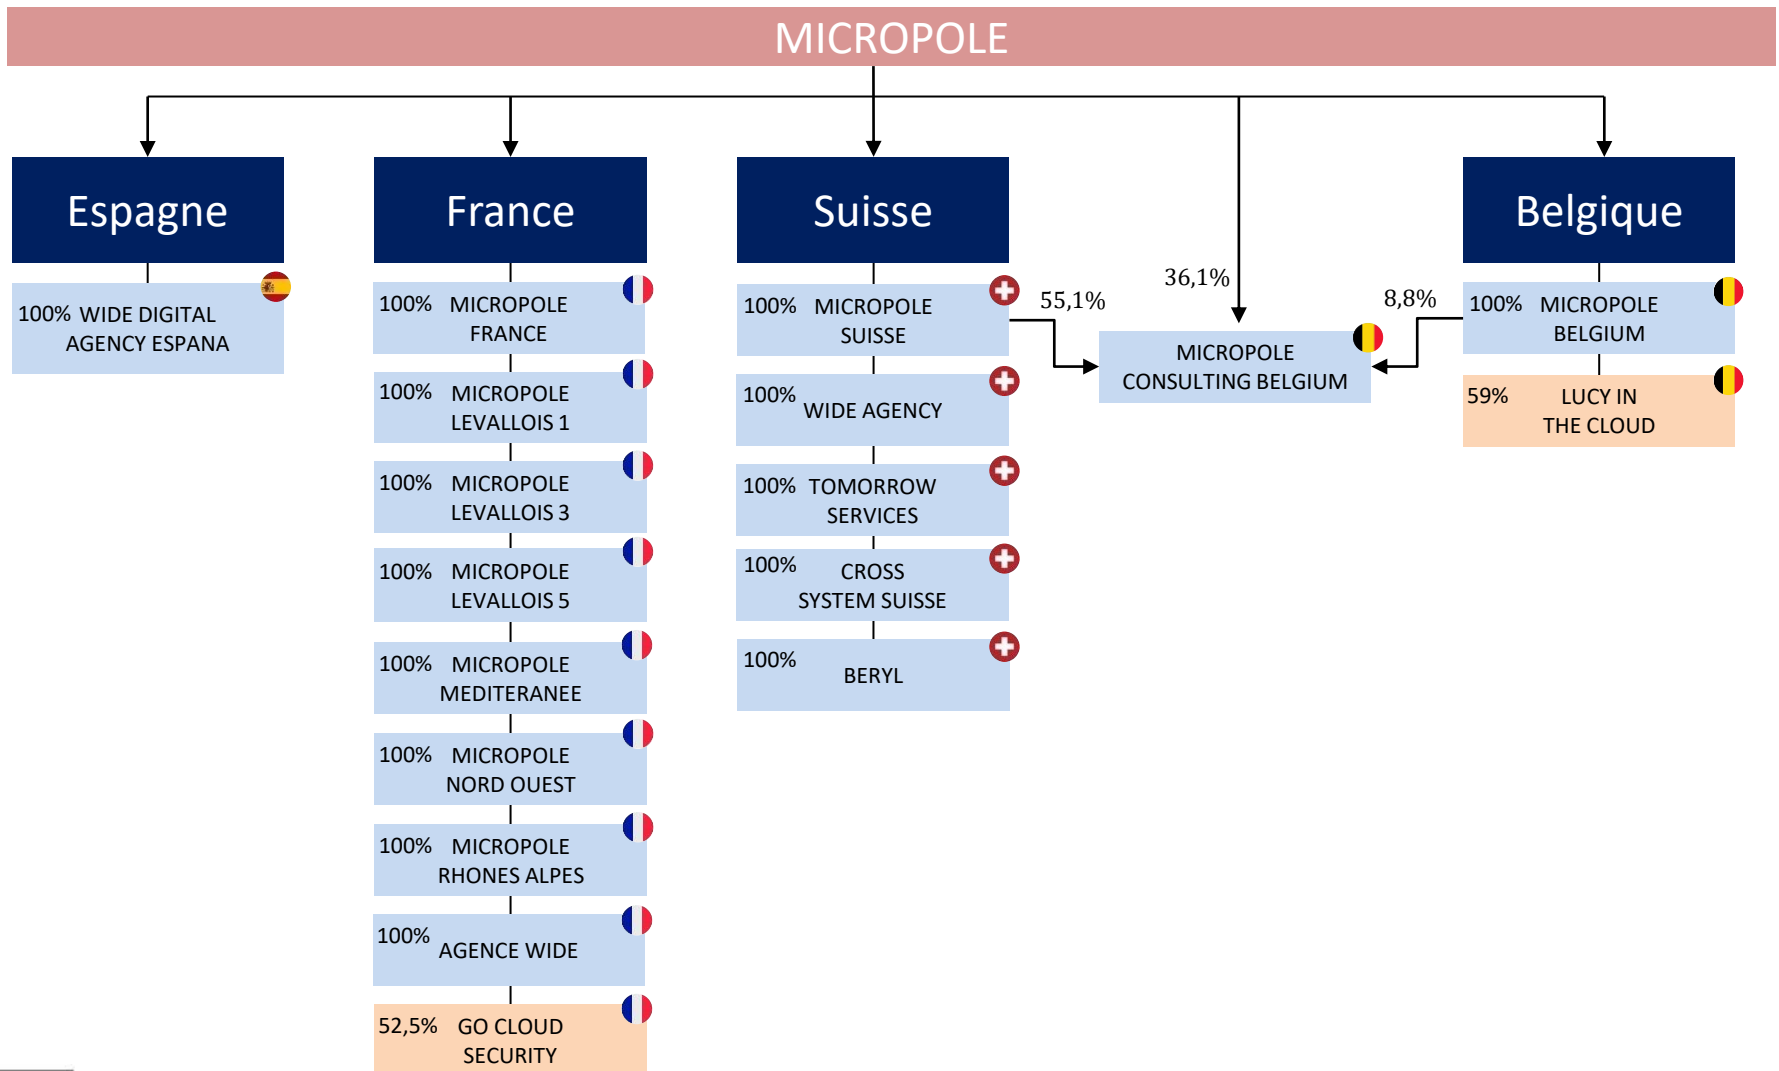 MICROPOLE
Espagne
100% WIDE DIGITAL
AGENCY ESPANA
France
100% MICROPOLE
FRANCE
100% MICROPOLE
LEVALLOIS 1
100% MICROPOLE
LEVALLOIS 3
100% MICROPOLE
LEVALLOIS 5
100% MICROPOLE
MEDITERANEE
100% MICROPOLE
NORD OUEST
100% MICROPOLE
RHONES ALPES
100%
AGENCE WIDE
52,5% GO CLOUD
SECURITY
Suisse
100% MICROPOLE
SUISSE
100%
WIDE AGENCY
100% TOMORROW
SERVICES
100% CROSS
SYSTEM SUISSE
100%
BERYL
55,1%
36,1%
8,8%
MICROPOLE
CONSULTING BELGIUM
Belgique
100% MICROPOLE
BELGIUM
59% LUCY IN
THE CLOUD